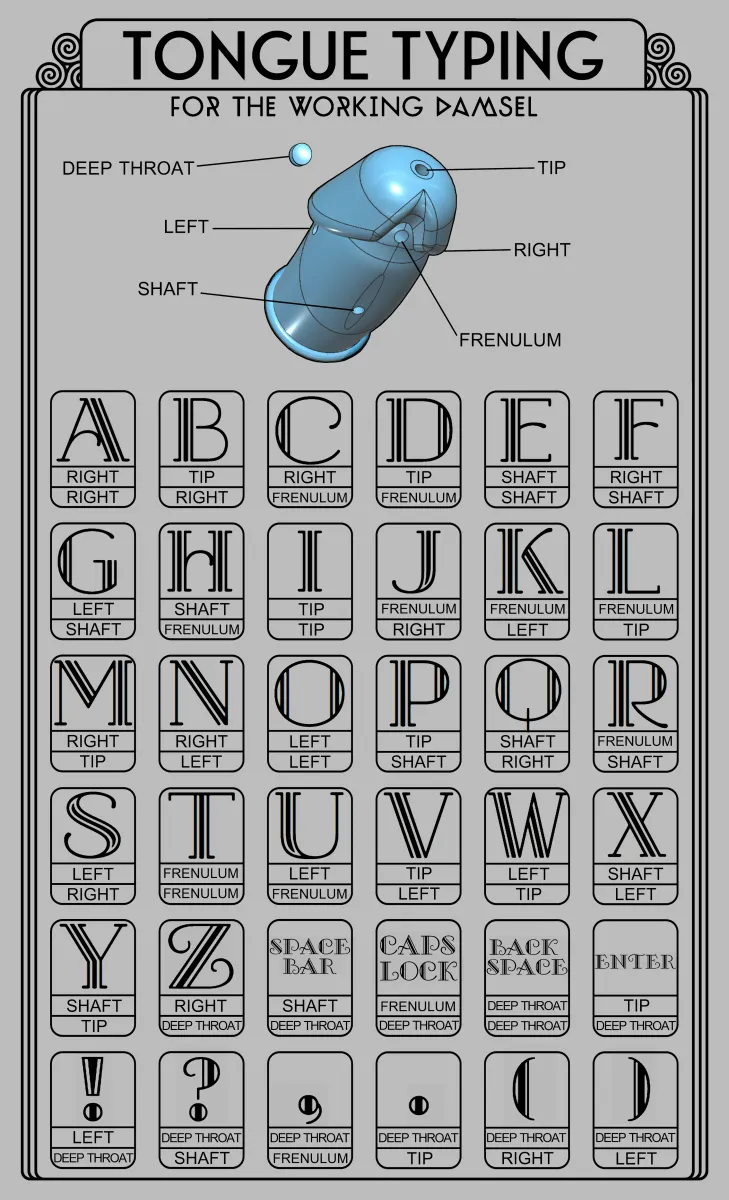 TONGUE TYPING
FOR THE WORKING DAMSEL
DEEP THROAT
TIP
LEFT
RIGHT
SHAFT
FRENULUM
A B C D E F
RIGHT TIP RIGHT TIP SHAFT RIGHT
RIGHT RIGHT FRENULUM FRENULUM SHAFT SHAFT
G H I J K L
LEFT SHAFT TIP FRENULUM FRENULUM FRENULUM
SHAFT FRENULUM TIP RIGHT LEFT TIP
M N O P Q R
RIGHT RIGHT LEFT TIP SHAFT FRENULUM
TIP LEFT LEFT SHAFT RIGHT SHAFT
S T U V W X
LEFT FRENULUM LEFT TIP LEFT SHAFT
RIGHT FRENULUM FRENULUM LEFT TIP LEFT
Y Z SPACE CAPS BACK ENTER
BAR LOCK SPACE
SHAFT RIGHT SHAFT FRENULUM DEEP THROAT TIP
TIP DEEP THROAT DEEP THROAT DEEP THROAT DEEP THROAT DEEP THROAT
! ? , . ( )
LEFT DEEP THROAT DEEP THROAT DEEP THROAT DEEP THROAT DEEP THROAT
DEEP THROAT SHAFT FRENULUM TIP RIGHT LEFT